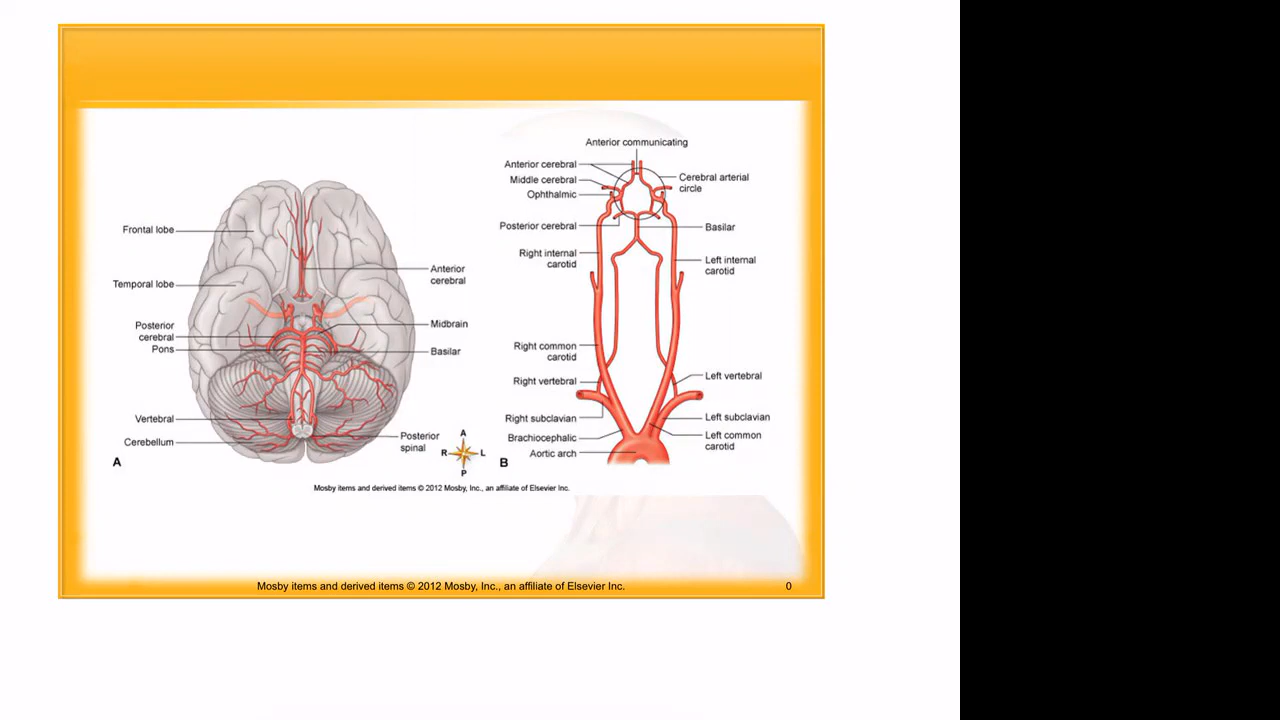 Frontal lobe
Temporal lobe
Posterior
cerebral
Pons
Vertebral
Cerebellum
Anterior
cerebral
Midbrain
Basilar
Posterior
spinal
A
R
L
P
A
Anterior communicating
Anterior cerebral
Middle cerebral
Ophthalmic
Posterior cerebral
Right internal
carotid
Right common
carotid
Right vertebral
Right subclavian
Brachiocephalic
Aortic arch
Cerebral arterial
circle
Basilar
Left internal
carotid
Left vertebral
Left subclavian
Left common
carotid
B
Mosby items and derived items © 2012 Mosby, Inc., an affiliate of Elsevier Inc.
Mosby items and derived items © 2012 Mosby, Inc., an affiliate of Elsevier Inc.
0